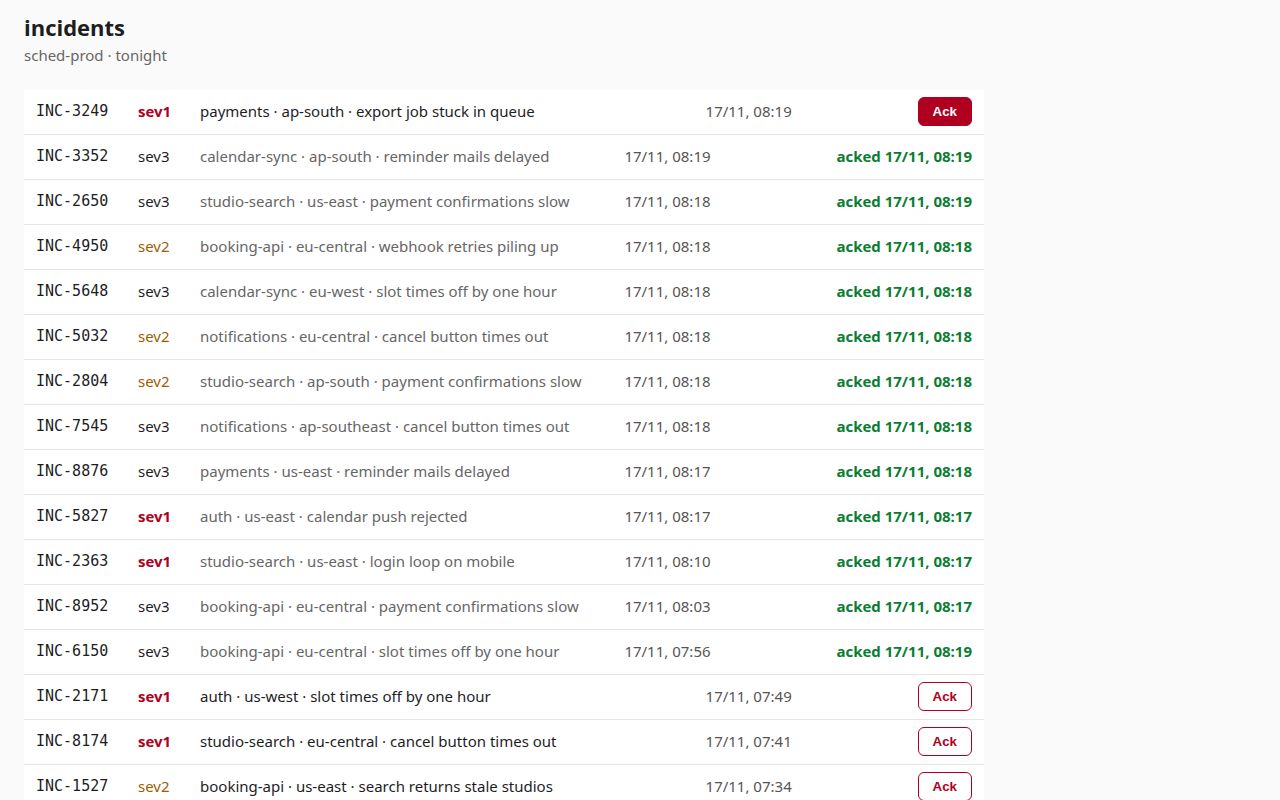 incidents
sched-prod · tonight
INC-3249 sev1 payments · ap-south · export job stuck in queue 17/11, 08:19 Ack
INC-3352 sev3 calendar-sync · ap-south · reminder mails delayed 17/11, 08:19 acked 17/11, 08:19
INC-2650 sev3 studio-search · us-east · payment confirmations slow 17/11, 08:18 acked 17/11, 08:19
INC-4950 sev2 booking-api · eu-central · webhook retries piling up 17/11, 08:18 acked 17/11, 08:18
INC-5648 sev3 calendar-sync · eu-west · slot times off by one hour 17/11, 08:18 acked 17/11, 08:18
INC-5032 sev2 notifications · eu-central · cancel button times out 17/11, 08:18 acked 17/11, 08:18
INC-2804 sev2 studio-search · ap-south · payment confirmations slow 17/11, 08:18 acked 17/11, 08:18
INC-7545 sev3 notifications · ap-southeast · cancel button times out 17/11, 08:18 acked 17/11, 08:18
INC-8876 sev3 payments · us-east · reminder mails delayed 17/11, 08:17 acked 17/11, 08:18
INC-5827 sev1 auth · us-east · calendar push rejected 17/11, 08:17 acked 17/11, 08:17
INC-2363 sev1 studio-search · us-east · login loop on mobile 17/11, 08:10 acked 17/11, 08:17
INC-8952 sev3 booking-api · eu-central · payment confirmations slow 17/11, 08:03 acked 17/11, 08:17
INC-6150 sev3 booking-api · eu-central · slot times off by one hour 17/11, 07:56 acked 17/11, 08:19
INC-2171 sev1 auth · us-west · slot times off by one hour 17/11, 07:49 Ack
INC-8174 sev1 studio-search · eu-central · cancel button times out 17/11, 07:41 Ack
INC-1527 sev2 booking-api · us-east · search returns stale studios 17/11, 07:34 Ack